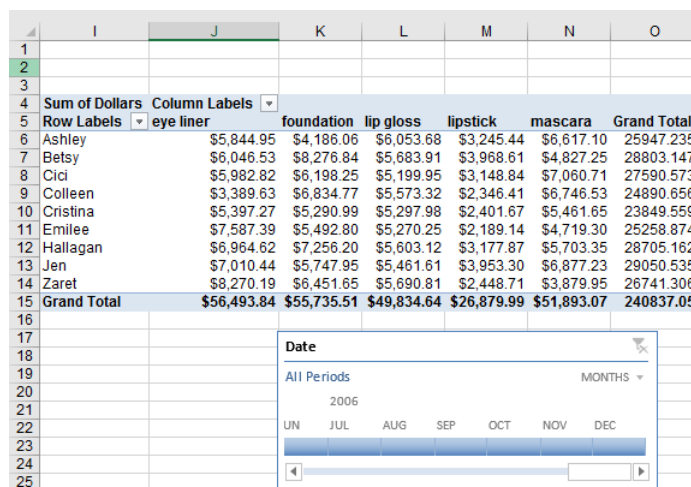 I J K L M N O
1
2
3
4 Sum of Dollars Column Labels
5 Row Labels eye liner foundation lip gloss lipstick mascara Grand Total
6 Ashley $5,844.95 $4,186.06 $6,053.68 $3,245.44 $6,617.10 25947.235
7 Betsy $6,046.53 $8,276.84 $5,683.91 $3,968.61 $4,827.25 28803.147
8 Cici $5,982.82 $6,198.25 $5,199.95 $3,148.84 $7,060.71 27590.573
9 Colleen $3,389.63 $6,834.77 $5,573.32 $2,346.41 $6,746.53 24890.656
10 Cristina $5,397.27 $5,290.99 $5,297.98 $2,401.67 $5,461.65 23849.559
11 Emilee $7,587.39 $5,492.80 $5,270.25 $2,189.14 $4,719.30 25258.874
12 Hallagan $6,964.62 $7,256.20 $5,603.12 $3,177.87 $5,703.35 28705.162
13 Jen $7,010.44 $5,747.95 $5,461.61 $3,953.30 $6,877.23 29050.535
14 Zaret $8,270.19 $6,451.65 $5,690.81 $2,448.71 $3,879.95 26741.306
15 Grand Total $56,493.84 $55,735.51 $49,834.64 $26,879.99 $51,893.07 240837.05
16
17
18 Date
19
20 All Periods MONTHS
21 2006
22 UN JUL AUG SEP OCT NOV DEC
23
24
25